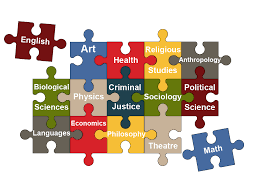 English
Art
Health
Religious
Studies
Anthropology
Biological
Sciences
Physics
Criminal
Justice
Sociology
Political
Science
Languages
Economics
Philosophy
Theatre
Math